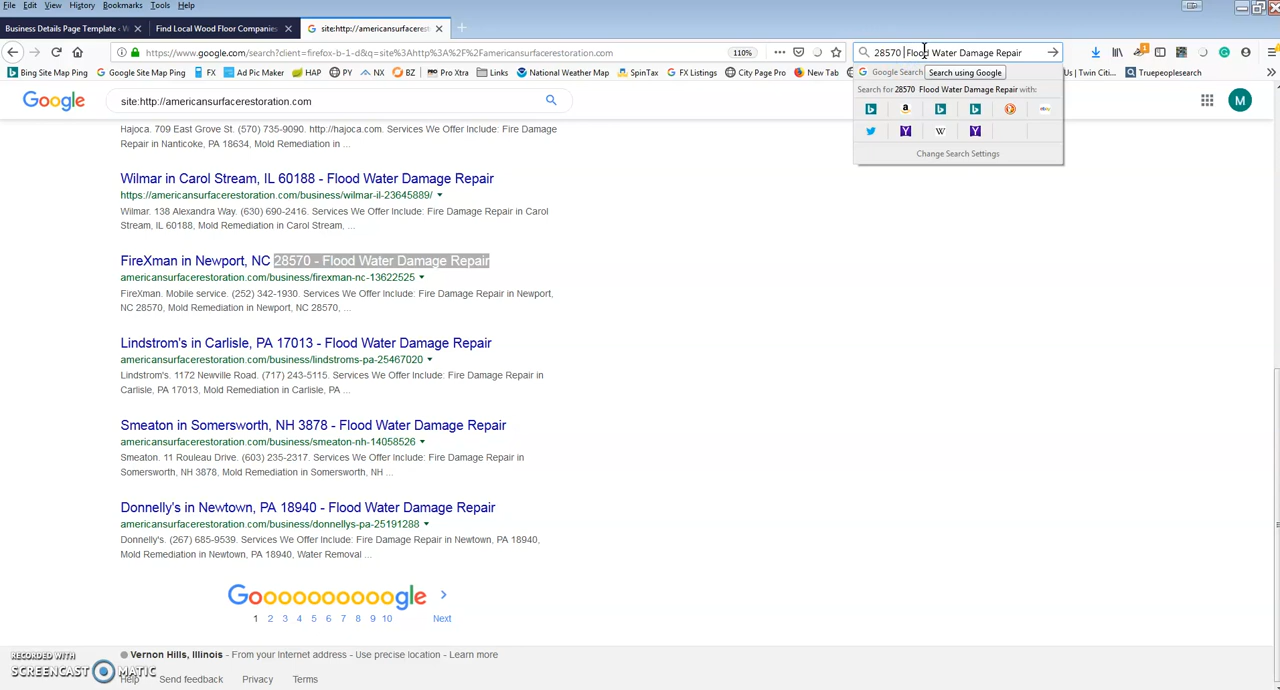 File Edit View History Bookmarks Tools Help
Business Details Page Template ‹ W
Find Local Wood Floor Companies
site:http://americansurfacerest
https://www.google.com/search?client=firefox-b-1-d&q=site%3Ahttp%3A%2F%2Famericansurfacerestoration.com
110%
28570 Flood Water Damage Repair
Bing Site Map Ping Google Site Map Ping FX Ad Pic Maker HAP PY NX BZ Pro Xtra Links National Weather Map SpinTax FX Listings City Page Pro New Tab Us | Twin Citi... Truepeoplesearch
Google Search
Search using Google
Search for 28570 Flood Water Damage Repair with:
ebay
Change Search Settings
Google
site:http://americansurfacerestoration.com
M
Hajoca. 709 East Grove St. (570) 735-9090. http://hajoca.com. Services We Offer Include: Fire Damage
Repair in Nanticoke, PA 18634, Mold Remediation in ...
Wilmar in Carol Stream, IL 60188 - Flood Water Damage Repair
https://americansurfacerestoration.com/business/wilmar-il-23645889/
Wilmar. 138 Alexandra Way. (630) 690-2416. Services We Offer Include: Fire Damage Repair in Carol
Stream, IL 60188, Mold Remediation in Carol Stream, ...
FireXman in Newport, NC 28570 - Flood Water Damage Repair
americansurfacerestoration.com/business/firexman-nc-13622525
FireXman. Mobile service. (252) 342-1930. Services We Offer Include: Fire Damage Repair in Newport,
NC 28570, Mold Remediation in Newport, NC 28570, ...
Lindstrom's in Carlisle, PA 17013 - Flood Water Damage Repair
americansurfacerestoration.com/business/lindstroms-pa-25467020
Lindstrom's. 1172 Newville Road. (717) 243-5115. Services We Offer Include: Fire Damage Repair in
Carlisle, PA 17013, Mold Remediation in Carlisle, PA ...
Smeaton in Somersworth, NH 3878 - Flood Water Damage Repair
americansurfacerestoration.com/business/smeaton-nh-14058526
Smeaton. 11 Rouleau Drive. (603) 235-2317. Services We Offer Include: Fire Damage Repair in
Somersworth, NH 3878, Mold Remediation in Somersworth, NH ...
Donnelly's in Newtown, PA 18940 - Flood Water Damage Repair
americansurfacerestoration.com/business/donnellys-pa-25191288
Donnelly's. (267) 685-9539. Services We Offer Include: Fire Damage Repair in Newtown, PA 18940,
Mold Remediation in Newtown, PA 18940, Water Removal ...
Goooooooooogle
1 2 3 4 5 6 7 8 9 10 Next
Vernon Hills, Illinois - From your Internet address - Use precise location - Learn more
RECORDED WITH
SCREENCAST MATIC
Help Send feedback Privacy Terms